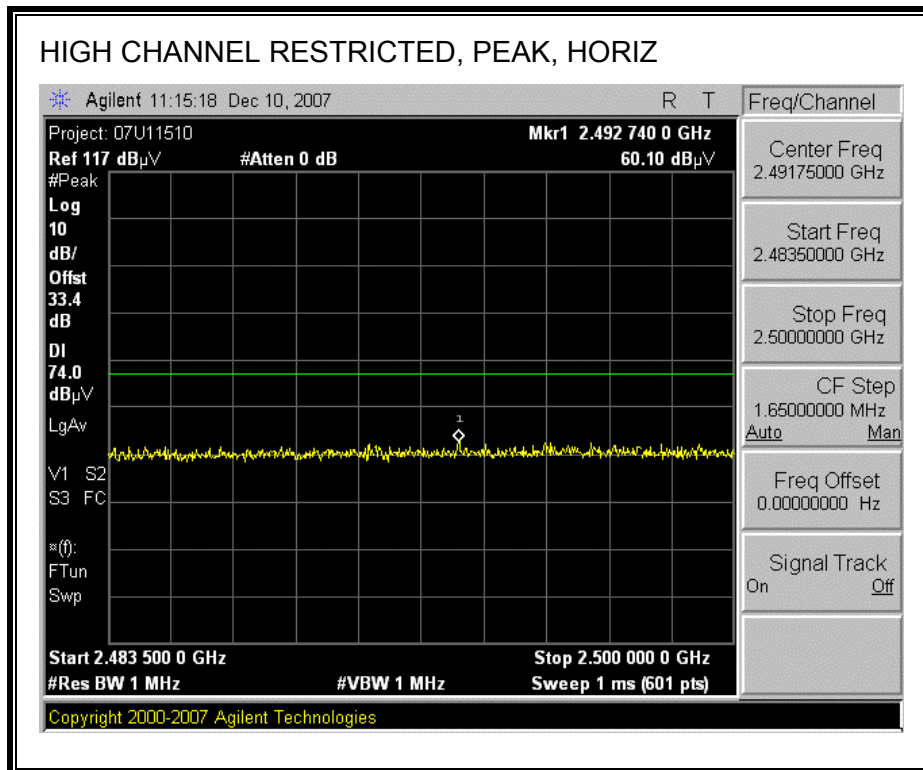 HIGH CHANNEL RESTRICTED, PEAK, HORIZ
Agilent 11:15:18 Dec 10, 2007 R T
Freq/Channel
Project: 07U11510 Mkr1 2.492 740 0 GHz
Ref 117 dBµV #Atten 0 dB 60.10 dBµV
#Peak
Log
10
dB/
Offst
33.4
dB
DI
74.0
dBµV
LgAv
V1 S2
S3 FC
¤(f):
FTun
Swp
1
Start 2.483 500 0 GHz Stop 2.500 000 0 GHz
#Res BW 1 MHz #VBW 1 MHz Sweep 1 ms (601 pts)
Center Freq
2.49175000 GHz
Start Freq
2.48350000 GHz
Stop Freq
2.50000000 GHz
CF Step
1.65000000 MHz
Auto Man
Freq Offset
0.00000000 Hz
Signal Track
On Off
Copyright 2000-2007 Agilent Technologies